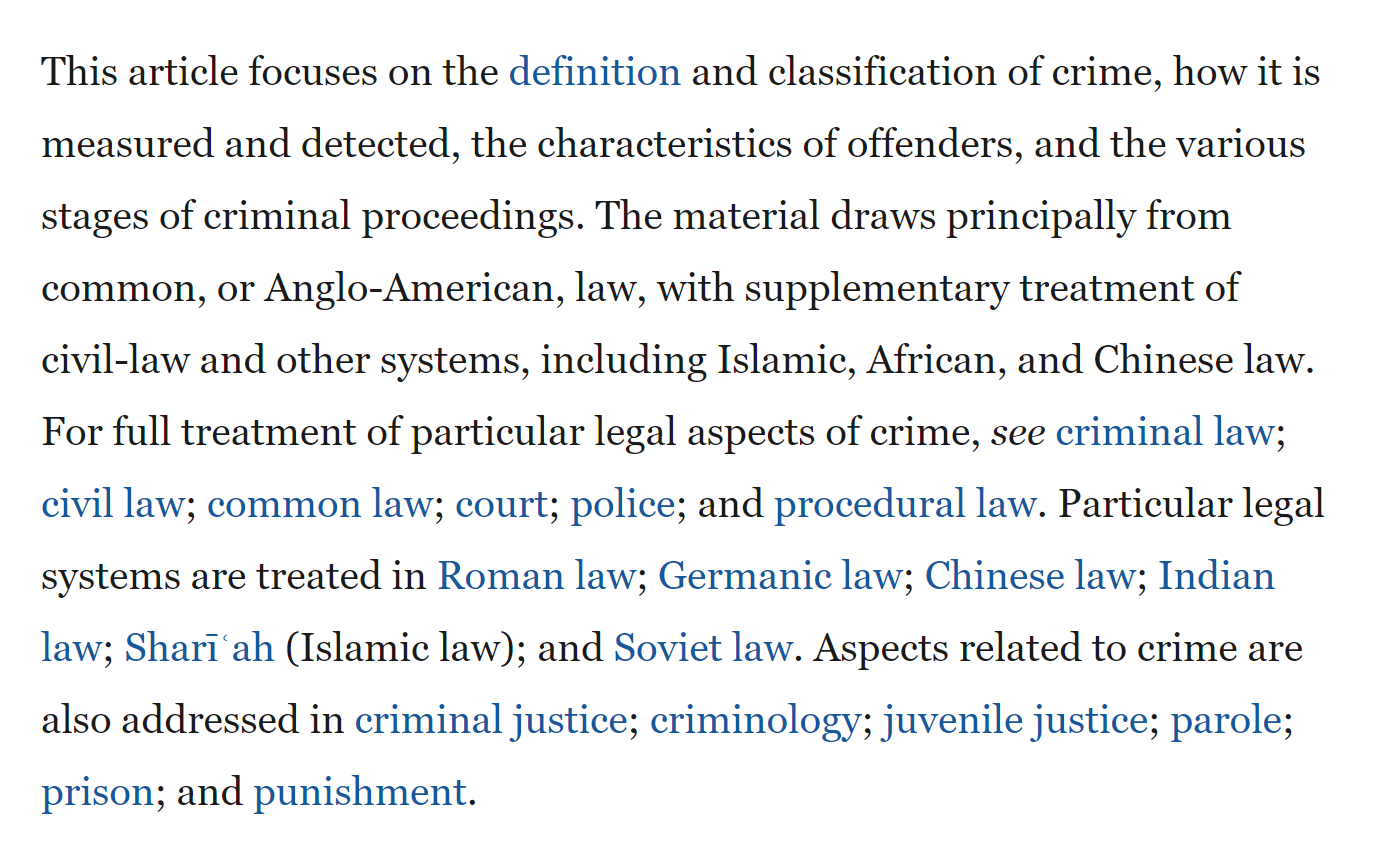 This article focuses on the definition and classification of crime, how it is
measured and detected, the characteristics of offenders, and the various
stages of criminal proceedings. The material draws principally from
common, or Anglo-American, law, with supplementary treatment of
civil-law and other systems, including Islamic, African, and Chinese law.
For full treatment of particular legal aspects of crime, see criminal law;
civil law; common law; court; police; and procedural law. Particular legal
systems are treated in Roman law; Germanic law; Chinese law; Indian
law; Sharīʿah (Islamic law); and Soviet law. Aspects related to crime are
also addressed in criminal justice; criminology; juvenile justice; parole;
prison; and punishment.